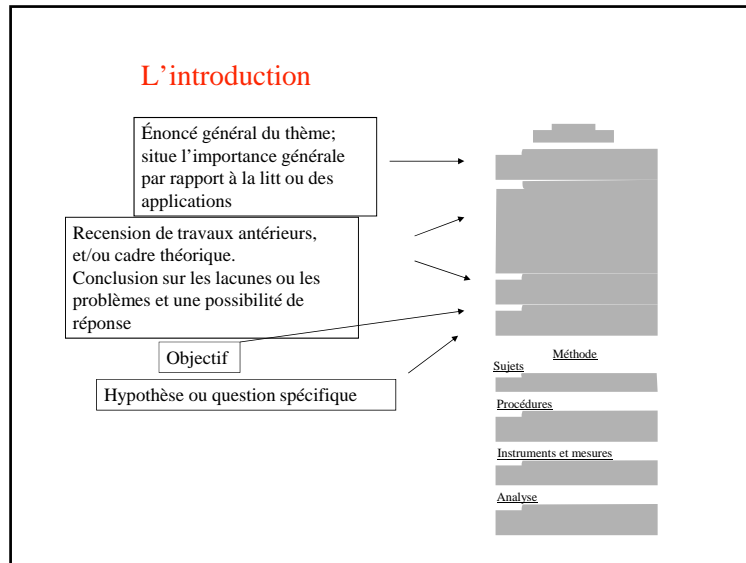 L'introduction
Énoncé général du thème;
situe l'importance générale
par rapport à la litt ou des
applications
Recension de travaux antérieurs,
et/ou cadre théorique.
Conclusion sur les lacunes ou les
problèmes et une possibilité de
réponse
Objectif
Hypothèse ou question spécifique
Méthode
Sujets
Procédures
Instruments et mesures
Analyse